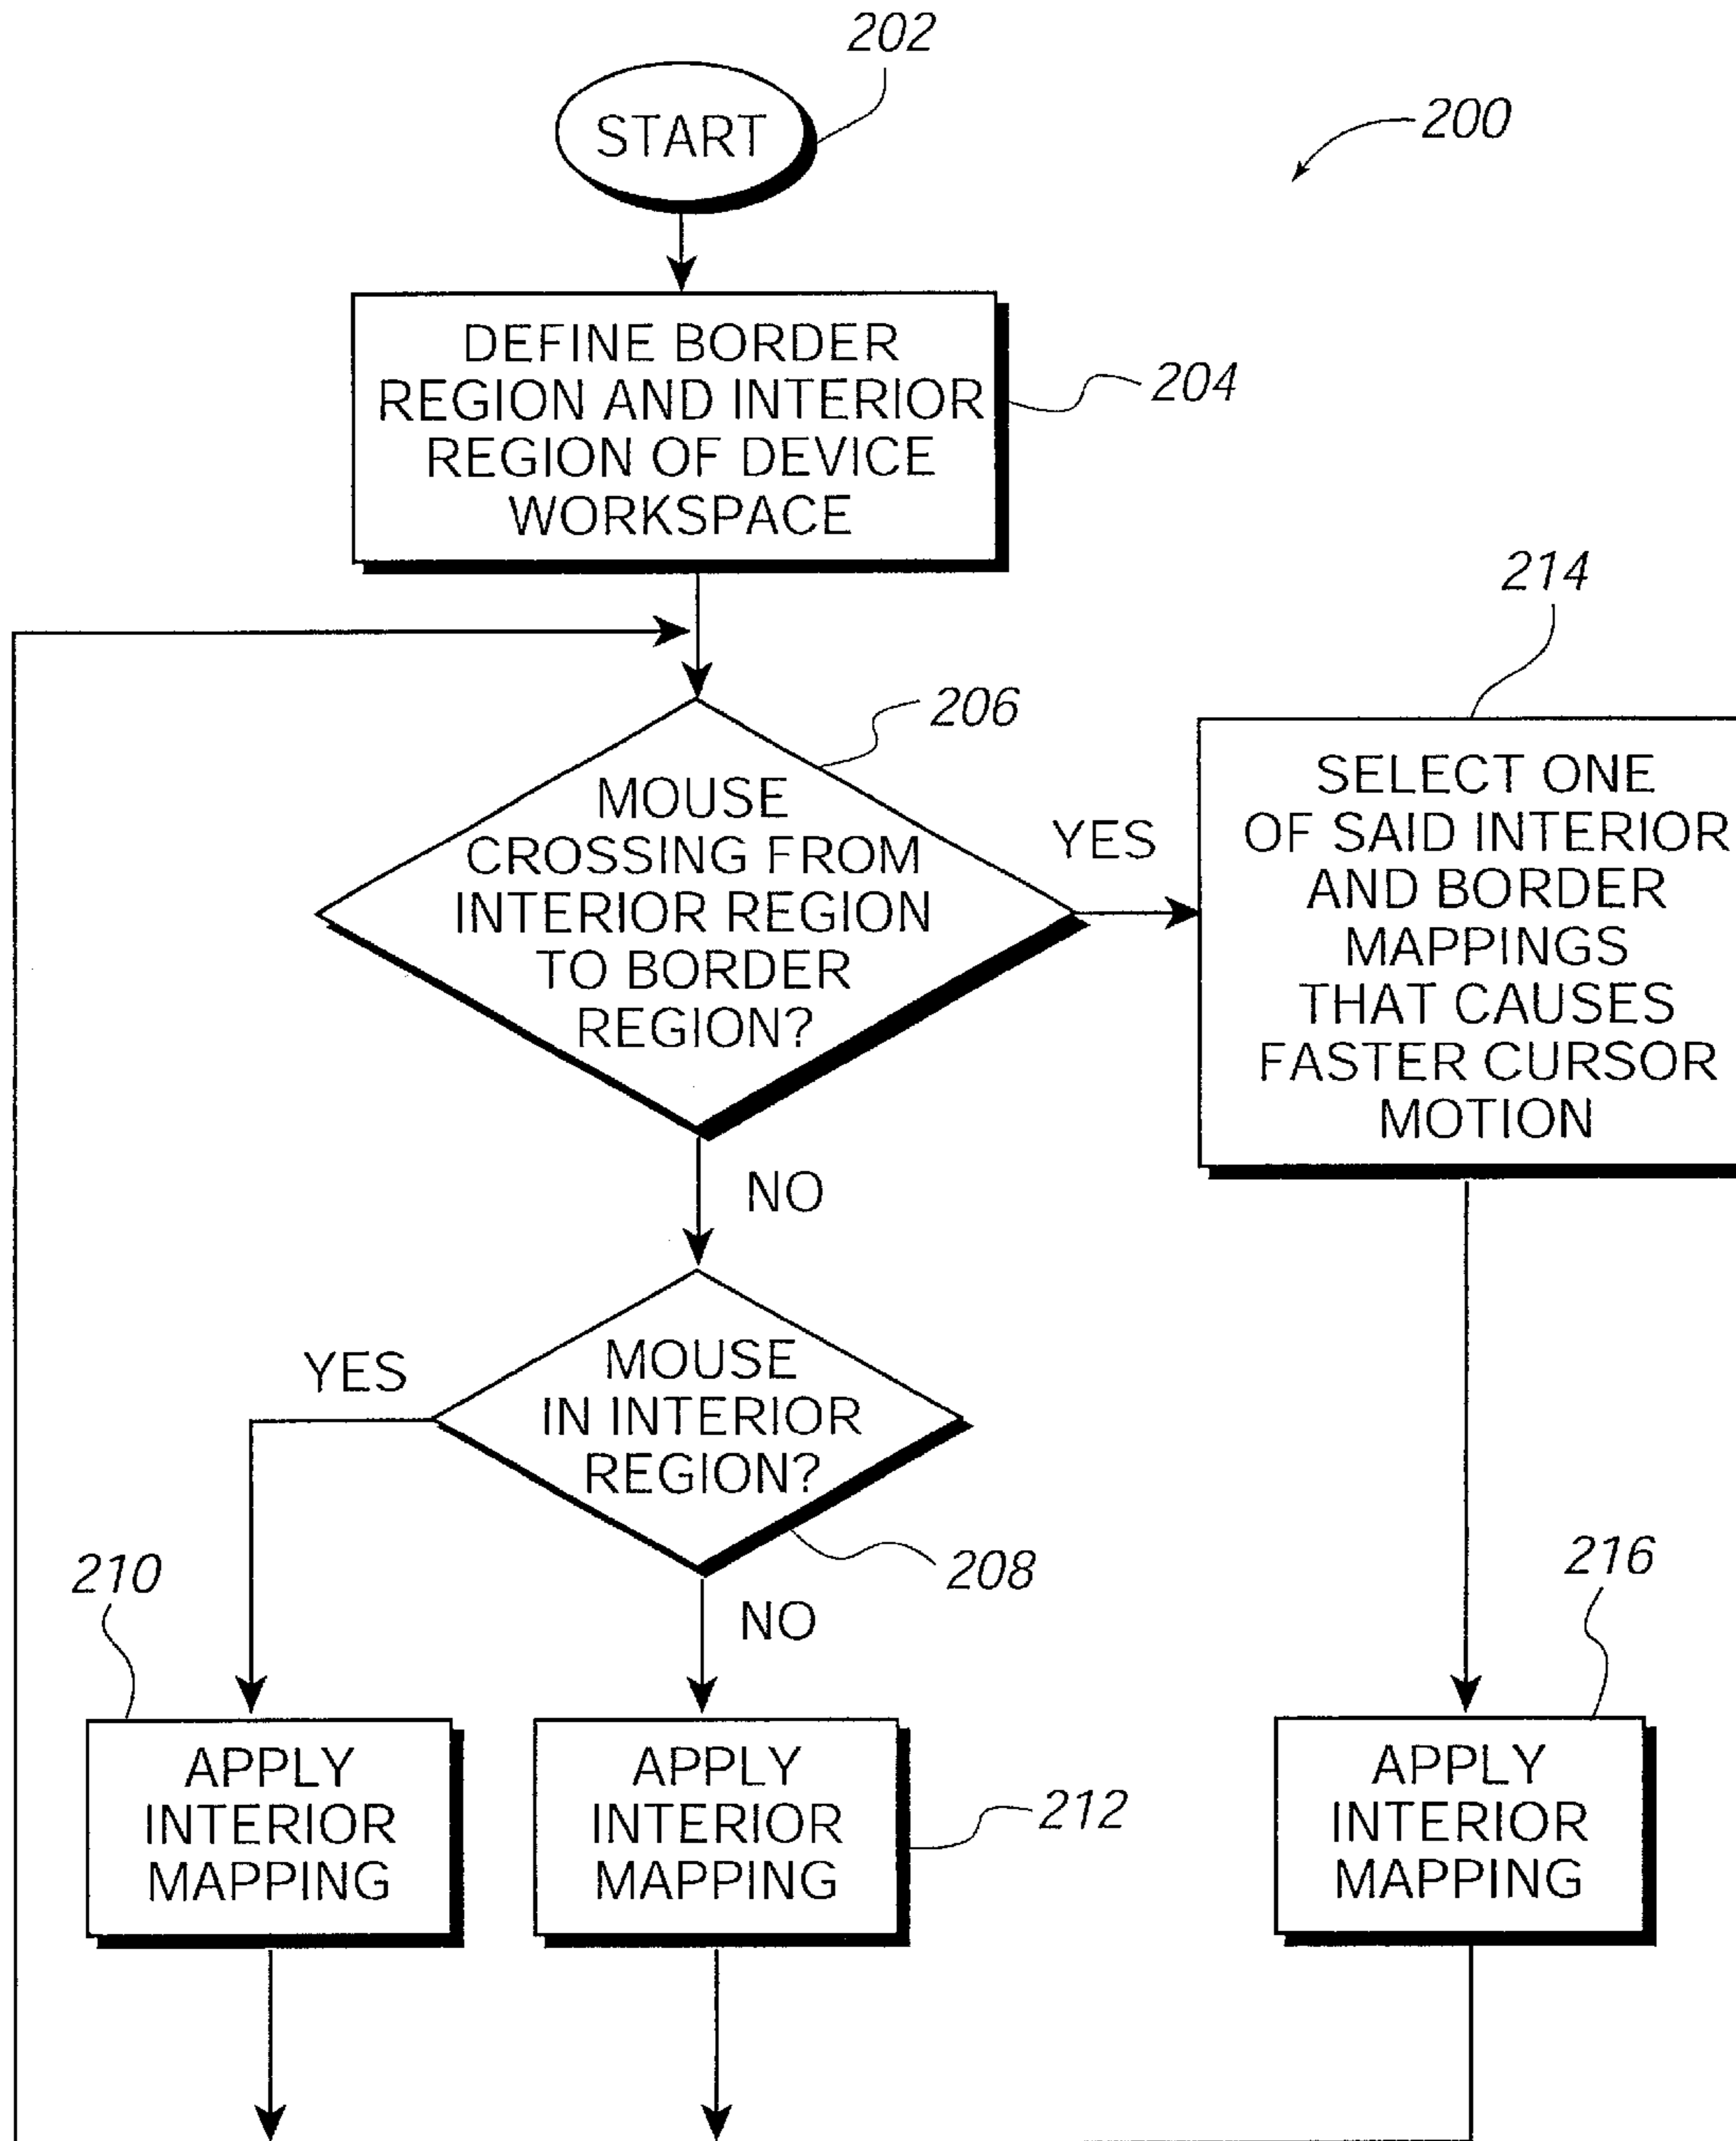 202
START
200
DEFINE BORDER
REGION AND INTERIOR
REGION OF DEVICE
WORKSPACE
204
206
MOUSE
CROSSING FROM
INTERIOR REGION
TO BORDER
REGION?
YES
214
SELECT ONE
OF SAID INTERIOR
AND BORDER
MAPPINGS
THAT CAUSES
FASTER CURSOR
MOTION
NO
MOUSE
IN INTERIOR
REGION?
YES
208
NO
210
APPLY
INTERIOR
MAPPING
APPLY
INTERIOR
MAPPING
212
216
APPLY
INTERIOR
MAPPING